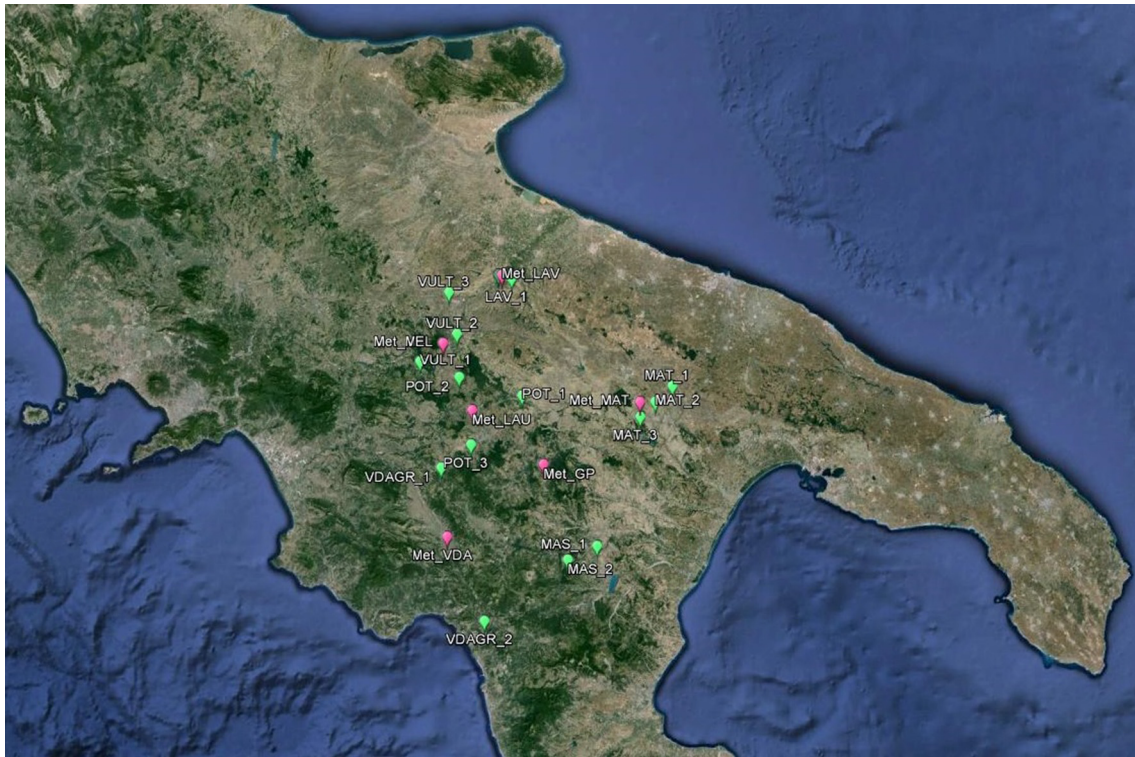 Met_LAV
VULT_3
LAV_1
VULT_2
Met_MEL
VULT_1
MAT_1
POT_2
POT_1
Met_MAT
MAT_2
Met_LAU
MAT_3
POT_3
Met_GP
VDAGR_1
MAS_1
Met_VDA
MAS_2
VDAGR_2